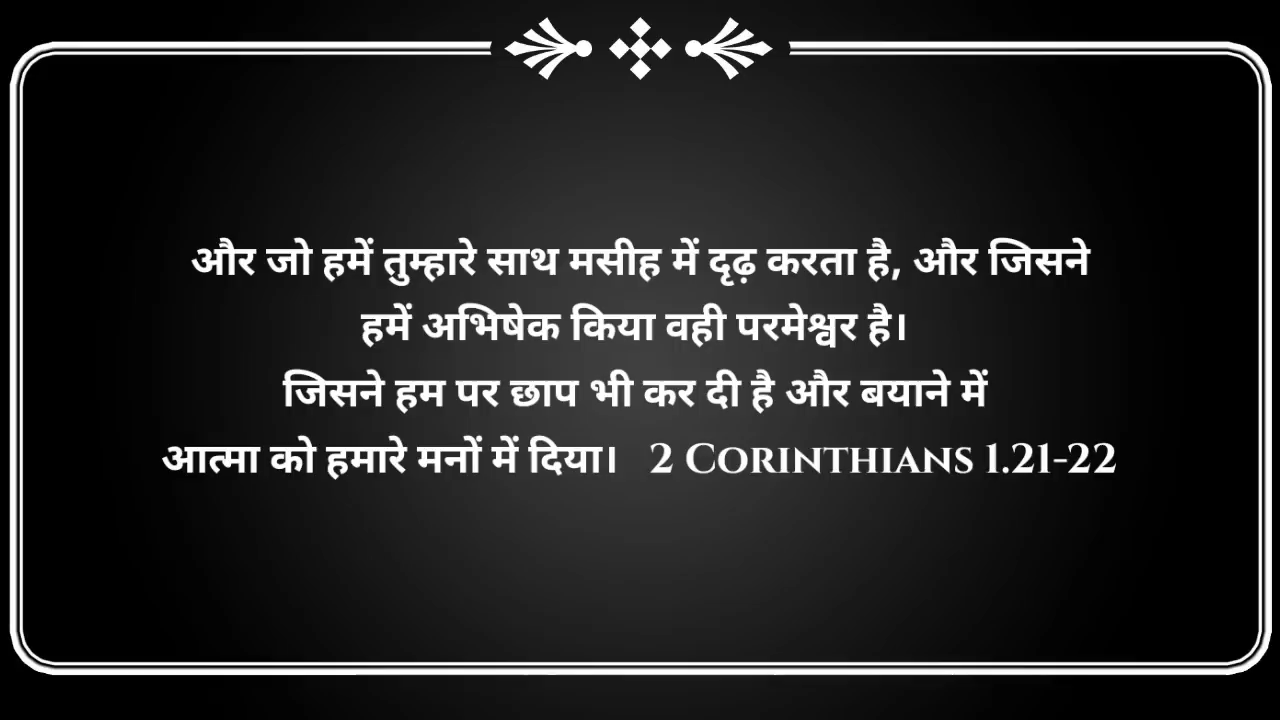 और जो हमें तुम्हारे साथ मसीह में दृढ़ करता है, और जिसने
हमें अभिषेक किया वही परमेश्वर है।
जिसने हम पर छाप भी कर दी है और बयाने में
आत्मा को हमारे मनों में दिया। 2 Corinthians 1.21-22